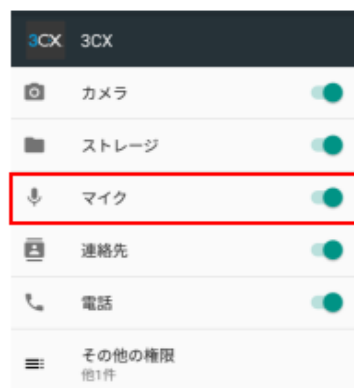 3CX 3CX
カメラ
ストレージ
マイク
連絡先
電話
その他の権限
他1件